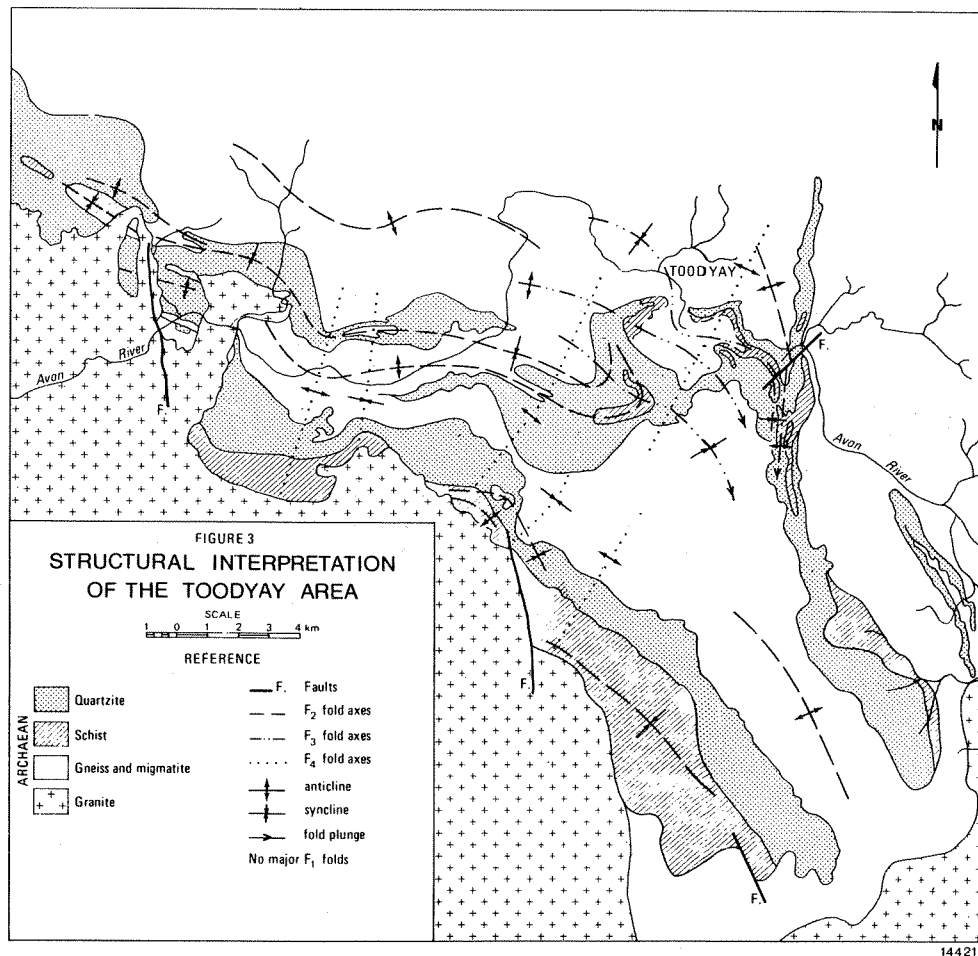 N
TOODYAY
F.
Avon River
F.
Avon River
F.
F.
FIGURE 3
STRUCTURAL INTERPRETATION
OF THE TOODYAY AREA
SCALE
1 0 1 2 3 4 km
REFERENCE
ARCHAEAN
Quartzite
Schist
Gneiss and migmatite
Granite
F. Faults
F₂ fold axes
F₃ fold axes
F₄ fold axes
anticline
syncline
fold plunge
No major F₁ folds
14421